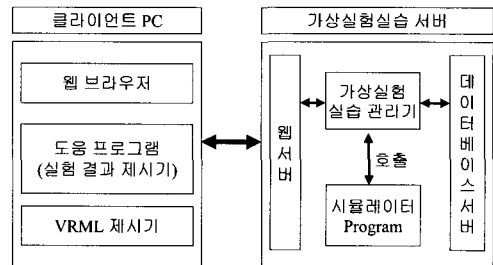 클라이언트 PC
웹 브라우저
도움 프로그램
(실험 결과 제시기)
VRML 제시기
가상실험실습 서버
웹서버
가상실험
실습 관리기
호출
시뮬레이터
Program
데이터베이스서버